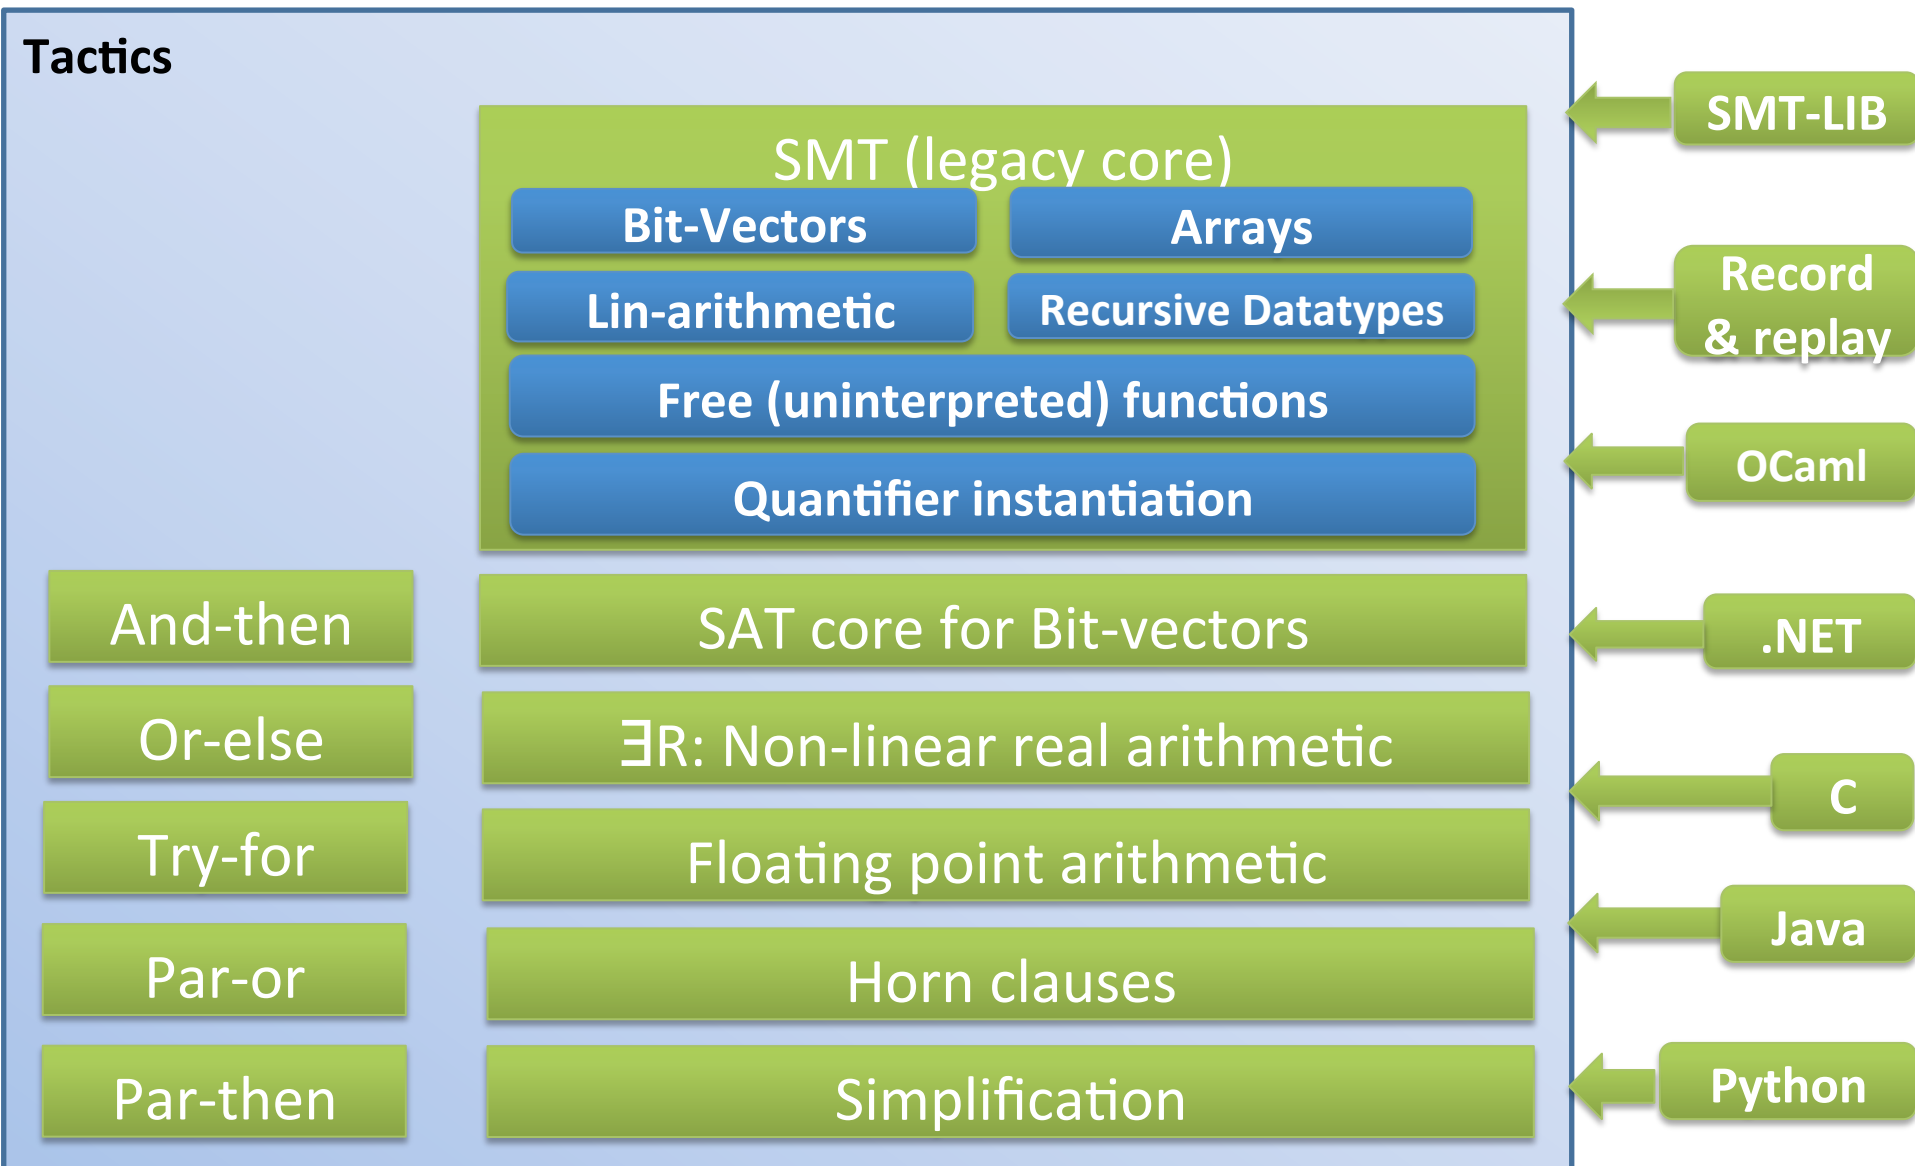 Tactics
SMT (legacy core)
Bit-Vectors
Arrays
Lin-arithmetic
Recursive Datatypes
Free (uninterpreted) functions
Quantifier instantiation
And-then
SAT core for Bit-vectors
Or-else
∃R: Non-linear real arithmetic
Try-for
Floating point arithmetic
Par-or
Horn clauses
Par-then
Simplification
SMT-LIB
Record
& replay
OCaml
.NET
C
Java
Python